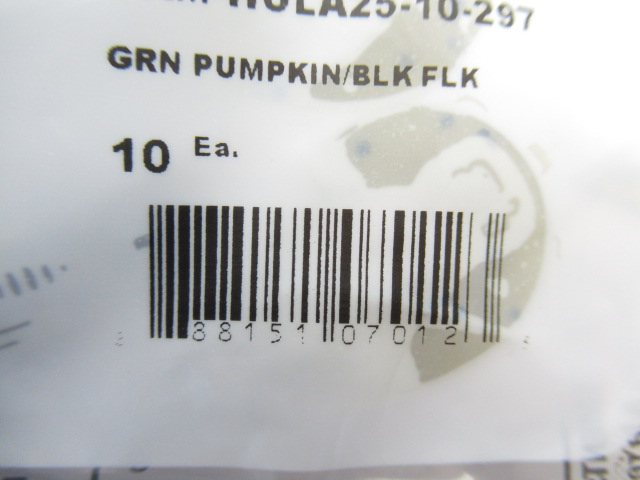 HULA25-10-297
GRN PUMPKIN/BLK FLK
10 Ea.
88151 07012